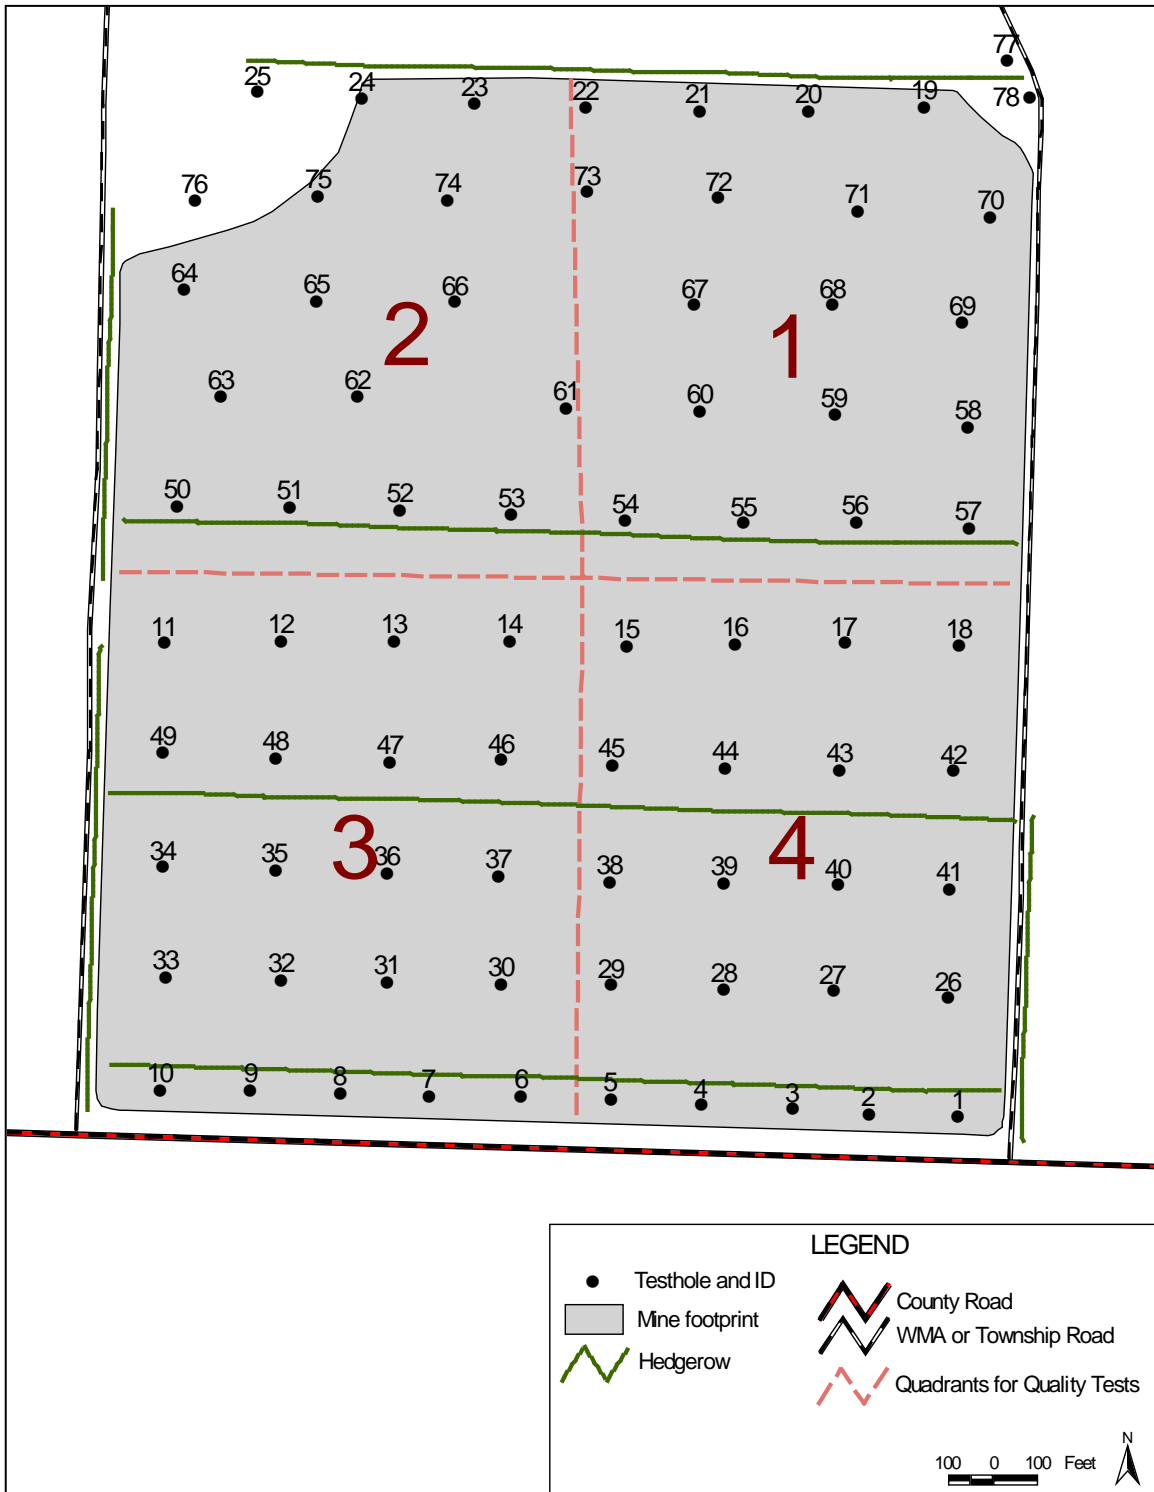 77
25 24 23 22 21 20 19 78
76 75 74 73 72 71 70
64 65 66 67 68 69
2 1
63 62 61 60 59 58
50 51 52 53 54 55 56 57
11 12 13 14 15 16 17 18
49 48 47 46 45 44 43 42
3 4
34 35 36 37 38 39 40 41
33 32 31 30 29 28 27 26
10 9 8 7 6 5 4 3 2 1
LEGEND
Testhole and ID
Mine footprint
Hedgerow
County Road
WMA or Township Road
Quadrants for Quality Tests
N
100 0 100 Feet